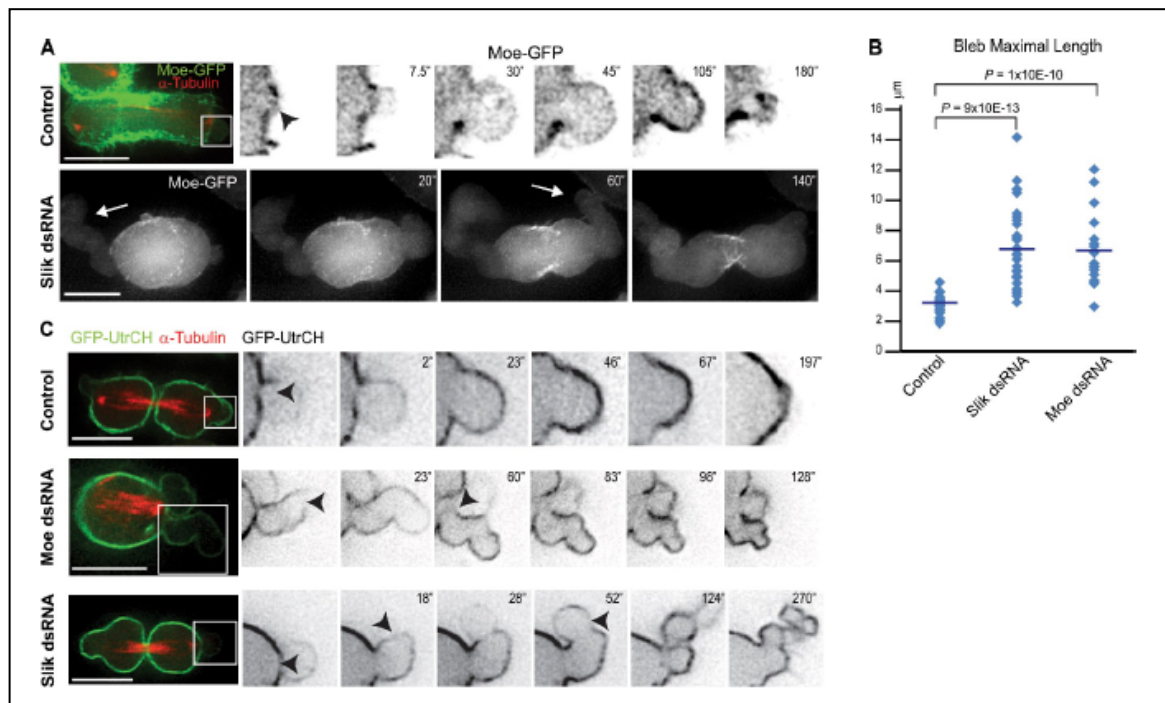 A
Moe-GFP
Control
Moe-GFP
α-Tubulin
7.5"
30"
45"
105"
180"
Slik dsRNA
Moe-GFP
20"
60"
140"
B
Bleb Maximal Length
µm
P = 1x10E-10
P = 9x10E-13
16
14
12
10
8
6
4
2
0
Control
Slik dsRNA
Moe dsRNA
C
GFP-UtrCH α-Tubulin GFP-UtrCH
Control
2"
23"
46"
67"
197"
Moe dsRNA
23"
60"
83"
98"
128"
Slik dsRNA
18"
28"
52"
124"
270"